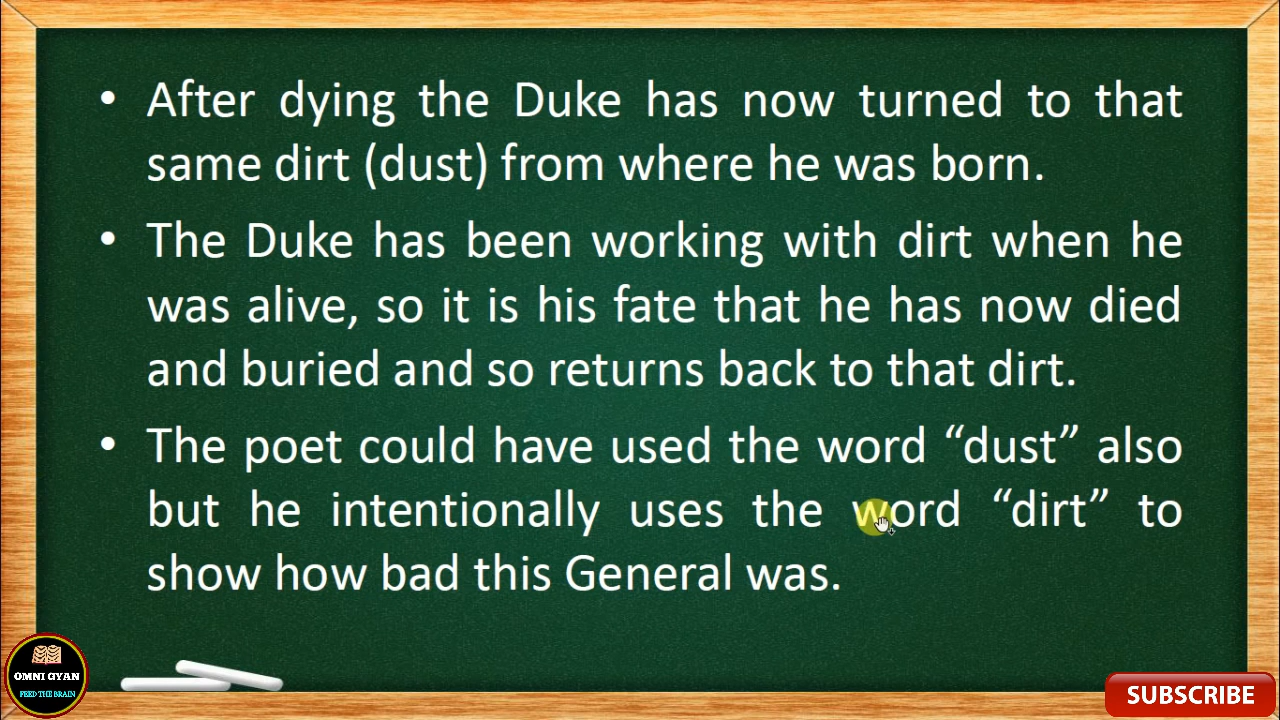 • After dying the Duke has now turned to that
same dirt (dust) from where he was born.
• The Duke has been working with dirt when he
was alive, so it is his fate that he has now died
and buried and so returns back to that dirt.
• The poet could have used the word “dust” also
but he intentionally uses the word “dirt” to
show how bad this General was.
OMNI GYAN
FEED THE BRAIN
SUBSCRIBE